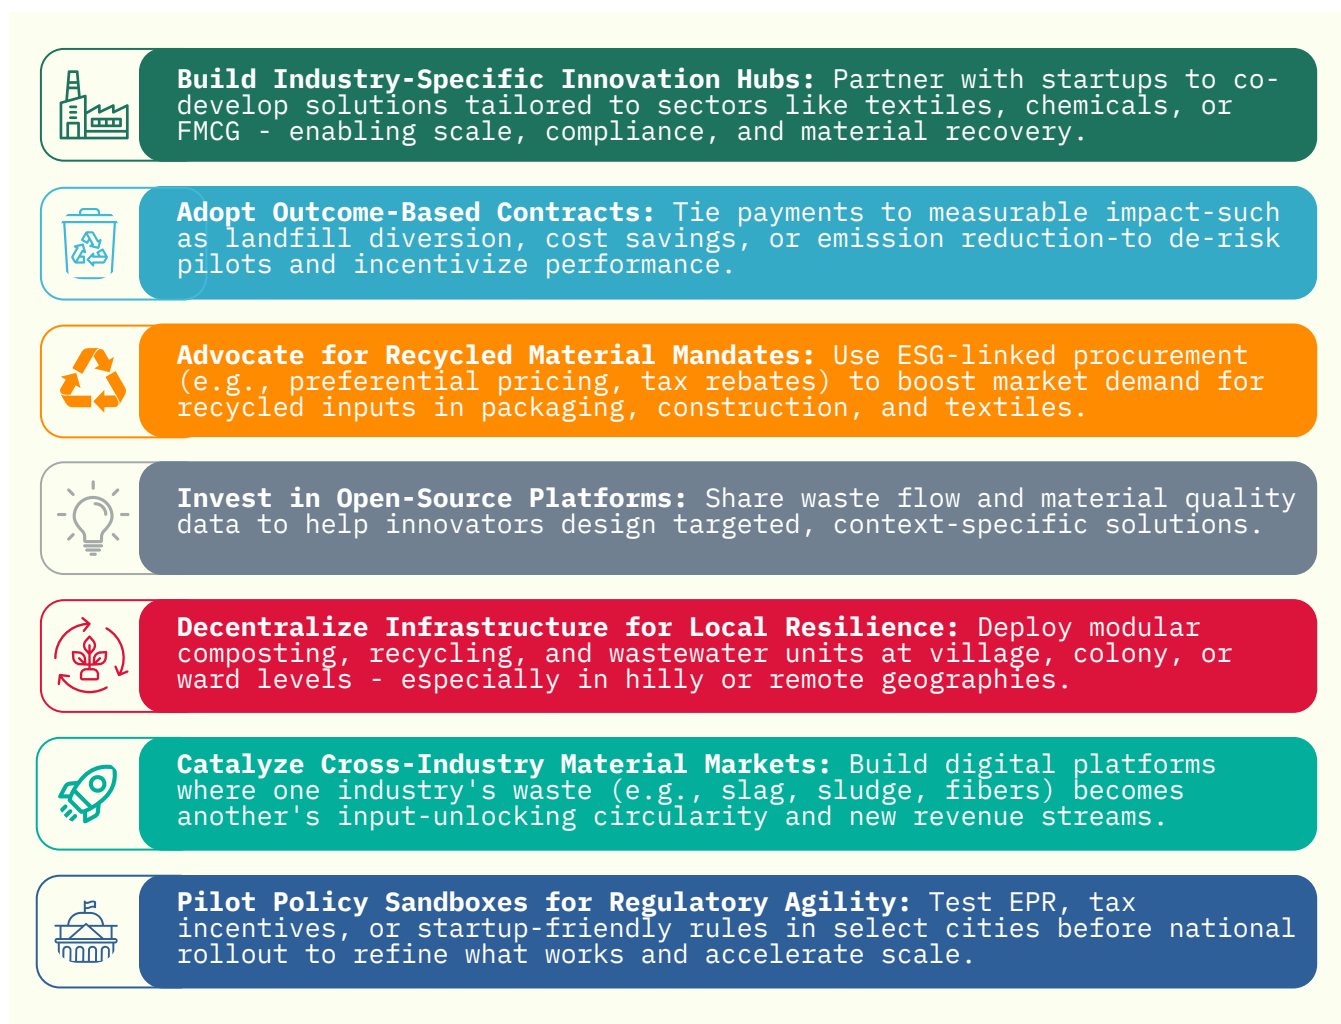 Build Industry-Specific Innovation Hubs: Partner with startups to co-
develop solutions tailored to sectors like textiles, chemicals, or
FMCG - enabling scale, compliance, and material recovery.
Adopt Outcome-Based Contracts: Tie payments to measurable impact-such
as landfill diversion, cost savings, or emission reduction-to de-risk
pilots and incentivize performance.
Advocate for Recycled Material Mandates: Use ESG-linked procurement
(e.g., preferential pricing, tax rebates) to boost market demand for
recycled inputs in packaging, construction, and textiles.
Invest in Open-Source Platforms: Share waste flow and material quality
data to help innovators design targeted, context-specific solutions.
Decentralize Infrastructure for Local Resilience: Deploy modular
composting, recycling, and wastewater units at village, colony, or
ward levels - especially in hilly or remote geographies.
Catalyze Cross-Industry Material Markets: Build digital platforms
where one industry's waste (e.g., slag, sludge, fibers) becomes
another's input-unlocking circularity and new revenue streams.
Pilot Policy Sandboxes for Regulatory Agility: Test EPR, tax
incentives, or startup-friendly rules in select cities before national
rollout to refine what works and accelerate scale.